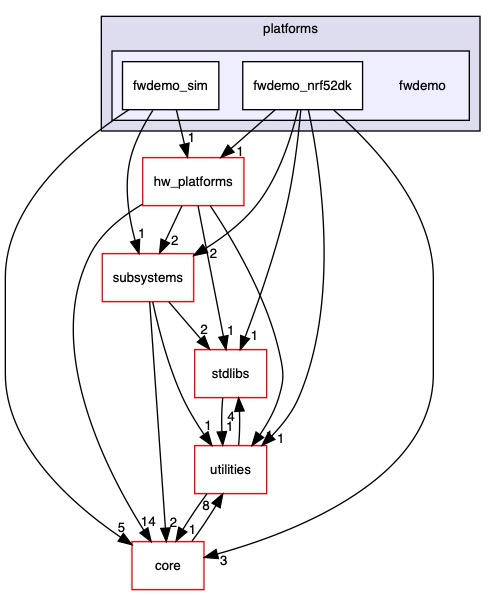 platforms
fwdemo_sim
fwdemo_nrf52dk
fwdemo
1
1
hw_platforms
1
2
2
subsystems
2
1
1
stdlibs
4
1
1
1
utilities
8
14
2
1
5
3
core